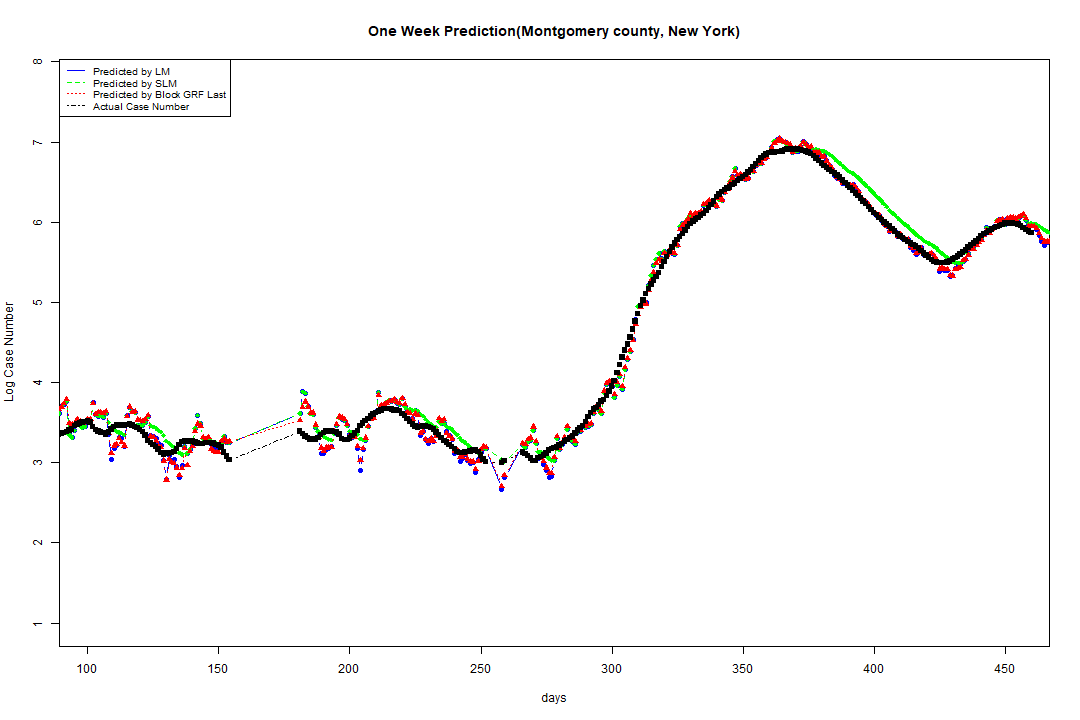 One Week Prediction(Montgomery county, New York)
Predicted by LM
Predicted by SLM
Predicted by Block GRF Last
Actual Case Number
8
7
6
5
4
3
2
1
Log Case Number
100 150 200 250 300 350 400 450
days